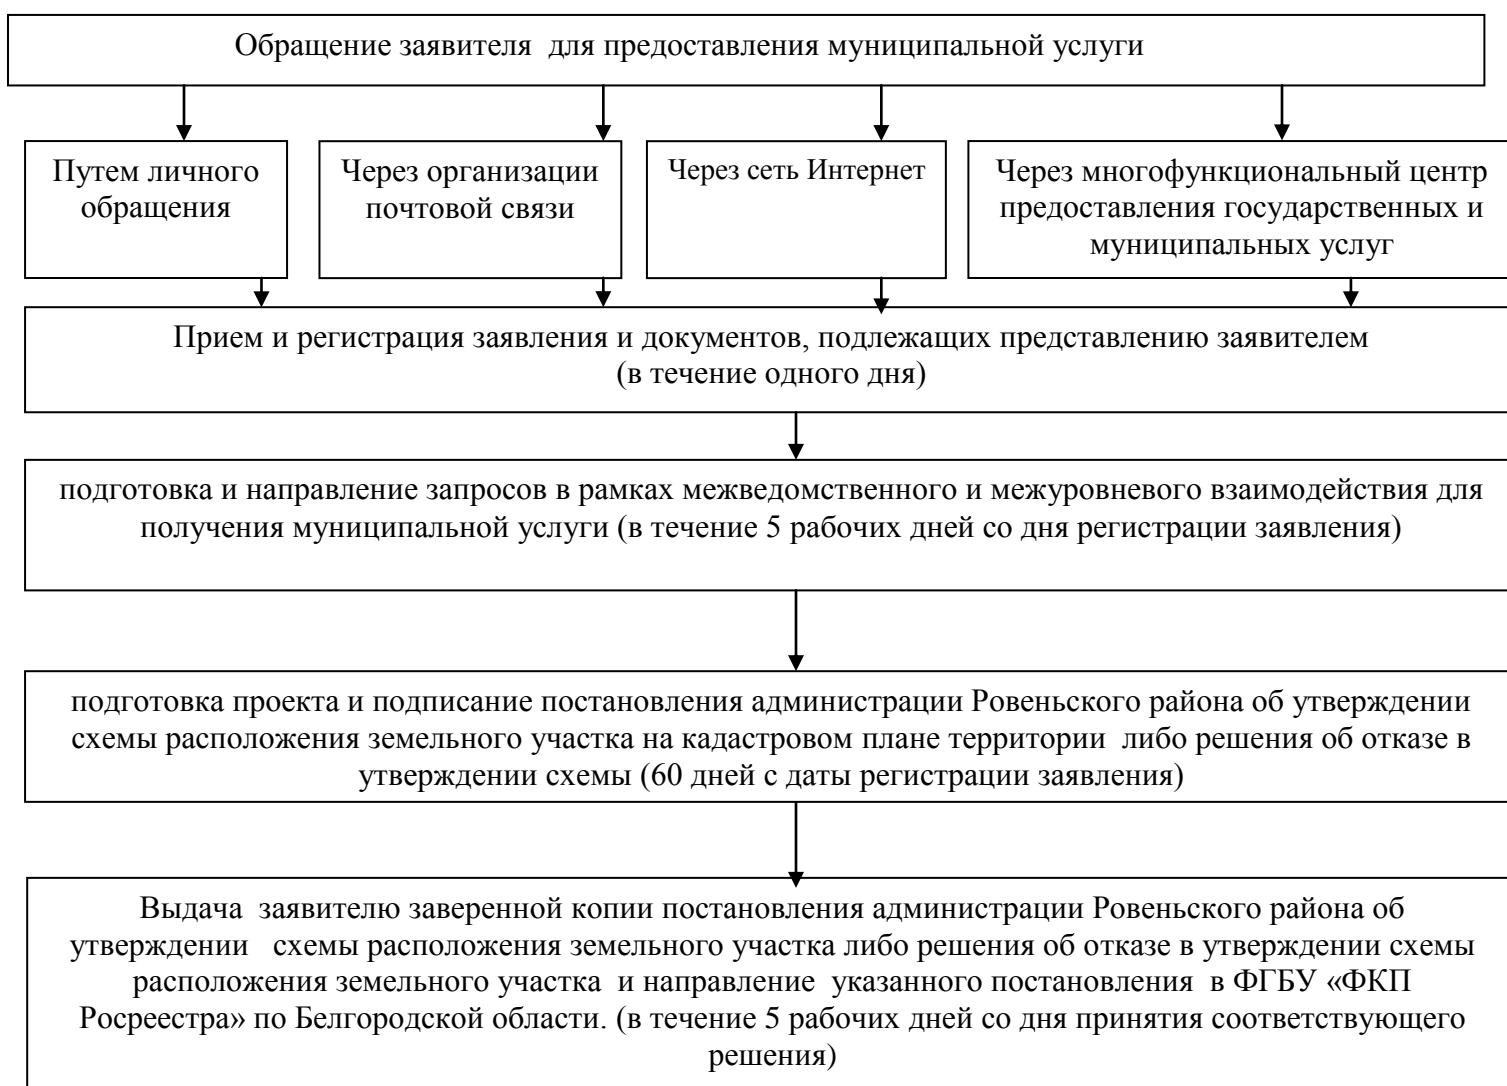 Обращение заявителя для предоставления муниципальной услуги
Путем личного
обращения
Через организации
почтовой связи
Через сеть Интернет
Через многофункциональный центр
предоставления государственных и
муниципальных услуг
Прием и регистрация заявления и документов, подлежащих представлению заявителем
(в течение одного дня)
подготовка и направление запросов в рамках межведомственного и межуровневого взаимодействия для
получения муниципальной услуги (в течение 5 рабочих дней со дня регистрации заявления)
подготовка проекта и подписание постановления администрации Ровеньского района об утверждении
схемы расположения земельного участка на кадастровом плане территории либо решения об отказе в
утверждении схемы (60 дней с даты регистрации заявления)
Выдача заявителю заверенной копии постановления администрации Ровеньского района об
утверждении схемы расположения земельного участка либо решения об отказе в утверждении схемы
расположения земельного участка и направление указанного постановления в ФГБУ «ФКП
Росреестра» по Белгородской области. (в течение 5 рабочих дней со дня принятия соответствующего
решения)